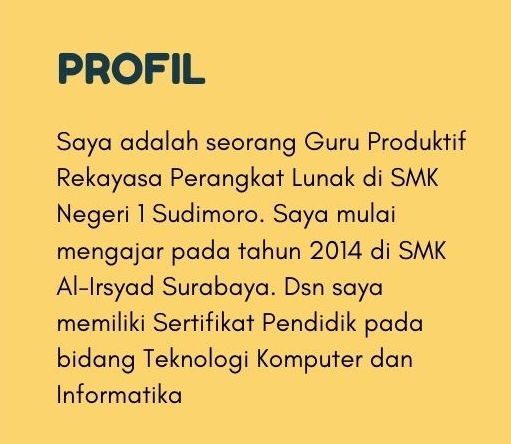 PROFIL
Saya adalah seorang Guru Produktif
Rekayasa Perangkat Lunak di SMK
Negeri 1 Sudimoro. Saya mulai
mengajar pada tahun 2014 di SMK
Al-Irsyad Surabaya. Dsn saya
memiliki Sertifikat Pendidik pada
bidang Teknologi Komputer dan
Informatika